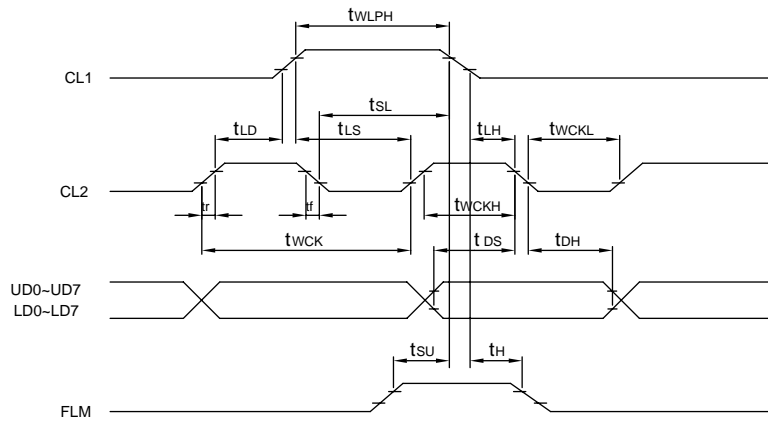 tWLPH
CL1
tSL
tLD
tLS
tLH
tWCKL
CL2
tr
tf
tWCKH
tWCK
tDS
tDH
UD0~UD7
LD0~LD7
tSU
tH
FLM